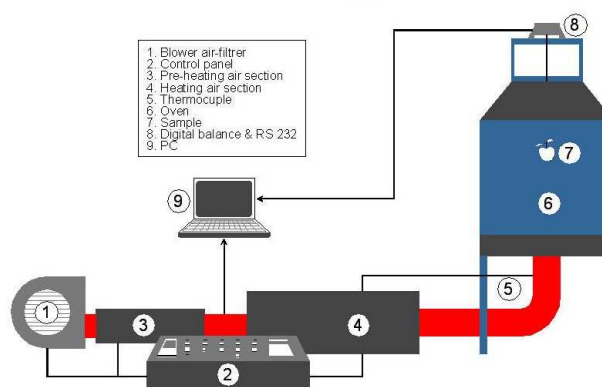 1. Blower air-filtrer
2. Control panel
3. Pre-heating air section
4. Heating air section
5. Thermocuple
6. Oven
7. Sample
8. Digital balance & RS 232
9. PC
8
7
9
6
5
1
3
4
2